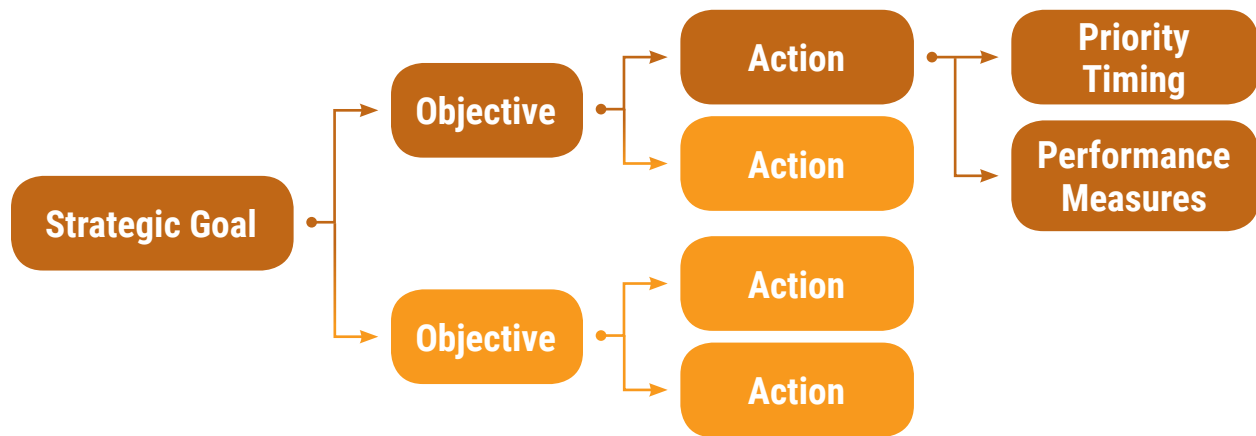 Strategic Goal
Objective
Action
Priority
Timing
Performance
Measures
Action
Objective
Action
Action